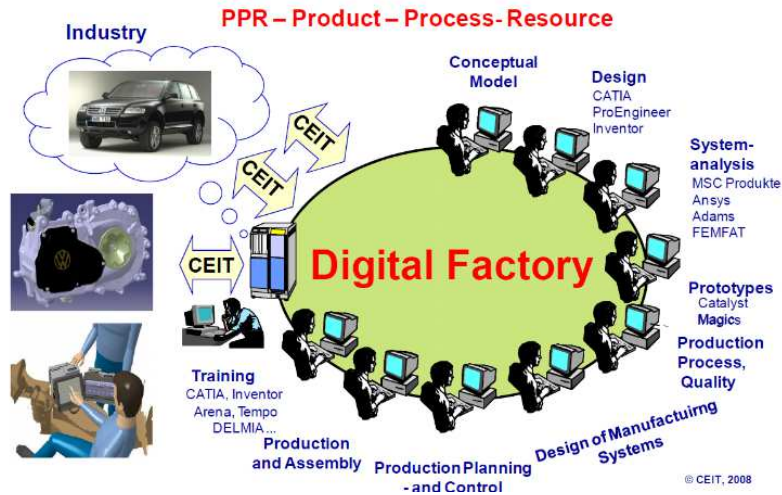 PPR – Product – Process- Resource
Industry
Conceptual
Model
Design
CATIA
ProEngineer
Inventor
CEIT
CEIT
CEIT
System-
analysis
MSC Produkte
Ansys
Adams
FEMFAT
Digital Factory
Prototypes
Catalyst
Magics
Production
Process,
Quality
Training
CATIA, Inventor
Arena, Tempo
DELMIA ...
Production
and Assembly
Production Planning
- and Control
Design of Manufactuirng
Systems
© CEIT, 2008